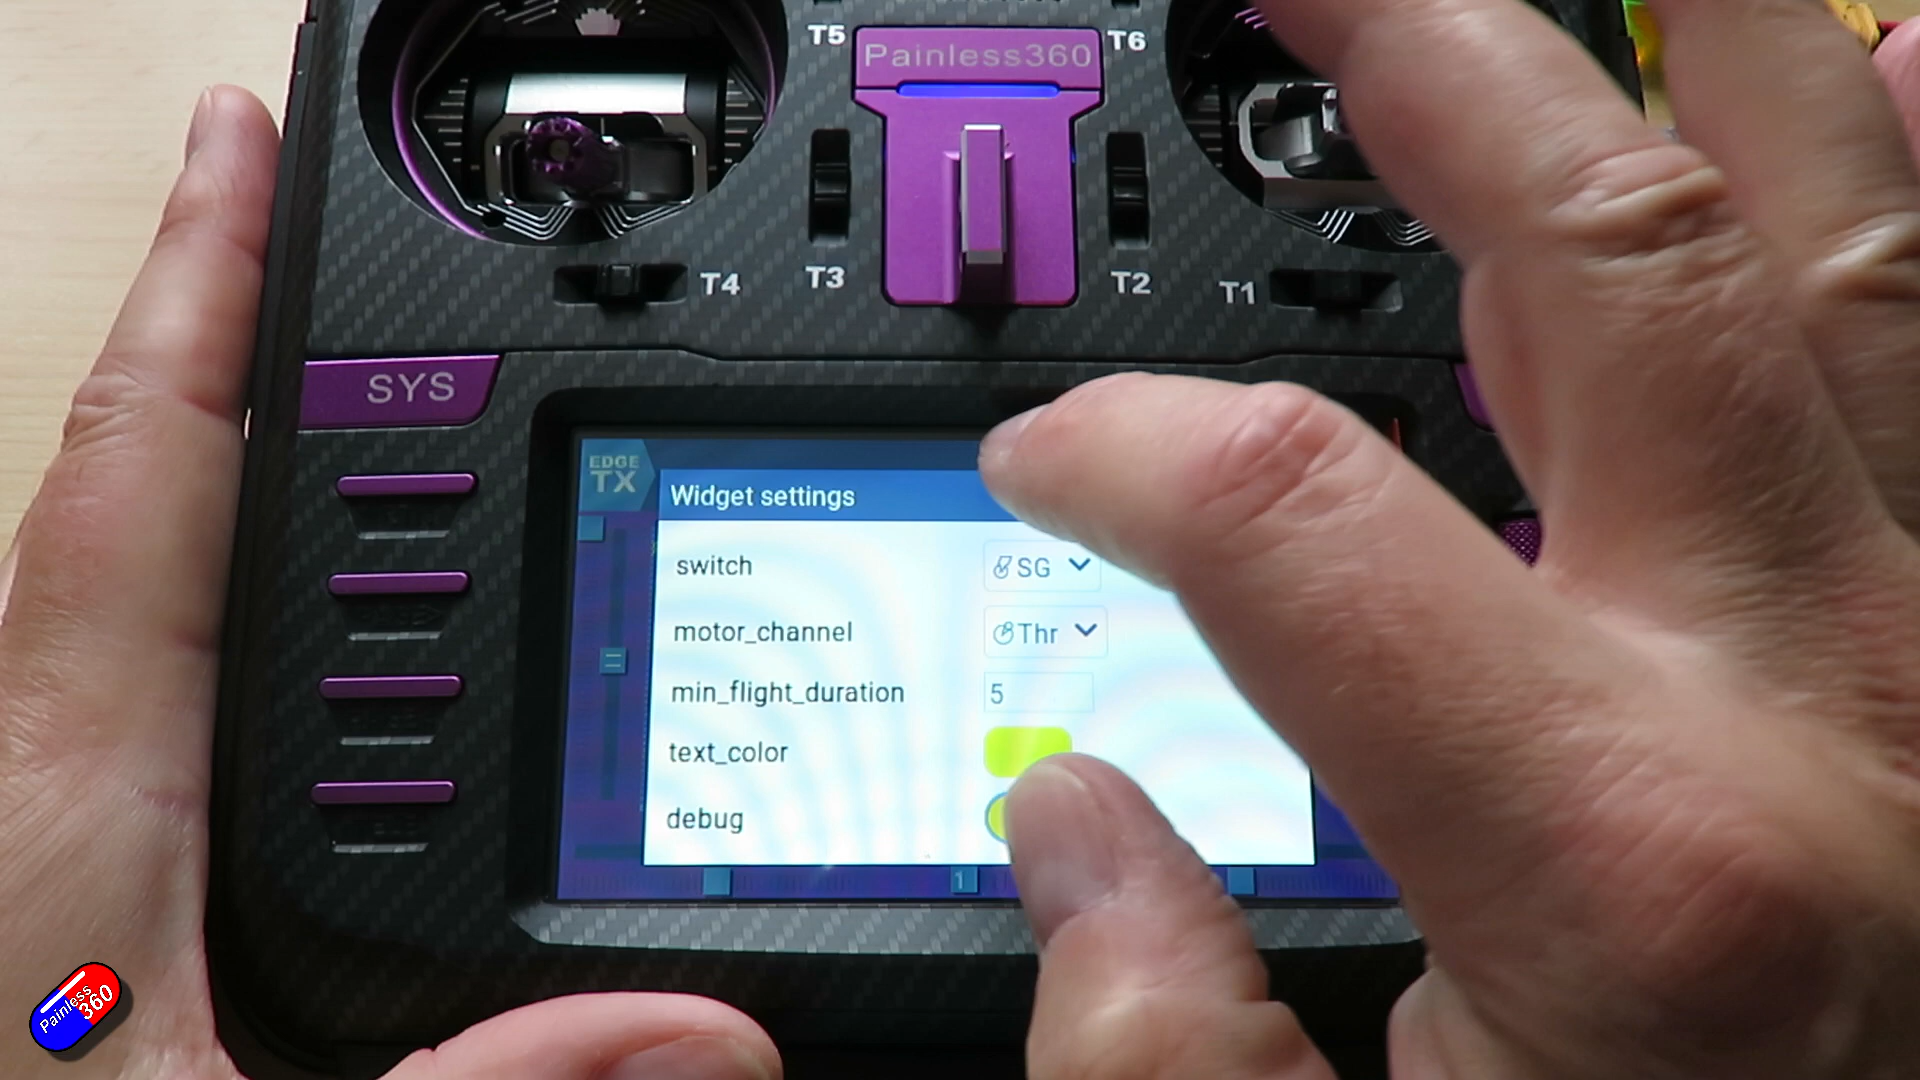 T5
Painless360
T6
T4
T3
T2
T1
SYS
EDGE
TX
Widget settings
switch
SG
motor_channel
Thr
min_flight_duration
5
text_color
debug
1
Painless
360